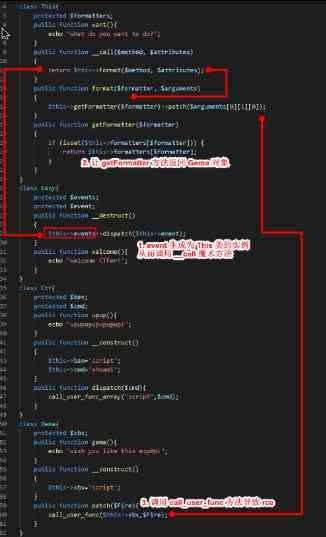 class This{
protected $formatters;
public function want(){
echo "what do you want to do?";
}
public function __call($method, $attributes)
{
return $this->format($method, $attributes);
}
public function format($formatter, $arguments)
{
$this->getFormatter($formatter)->patch($arguments[0][1][0]);
}
public function getFormatter($formatter)
{
if (isset($this->formatters[$formatter])) {
return $this->formatters[$formatter];
}
}
}
2. 让 getFormatter 方法返回 Gema 对象
class Easy{
protected $events;
protected $event;
public function __destruct()
{
$this->events->dispatch($this->event);
}
1. event 生成为 This 类的实例
从而调用 __call 魔术方法
public function welcome(){
echo "welcome CTFer!";
}
}
class Ctf{
protected $ban;
protected $cmd;
public function upup(){
echo "upupupupupupup!";
}
public function __construct()
{
$this->ban='script';
$this->cmd='whoami';
}
public function dispatch($cmd){
call_user_func_array('script',$cmd);
}
}
class Gema{
protected $xbx;
public function gema(){
echo "wish you like this"
}
public function __construct()
{
$this->xbx='script';
}
3. 调用 call_user_func 方法导致 rce
public function patch($Fire){
call_user_func($this->xbx,$Fire);
}
}